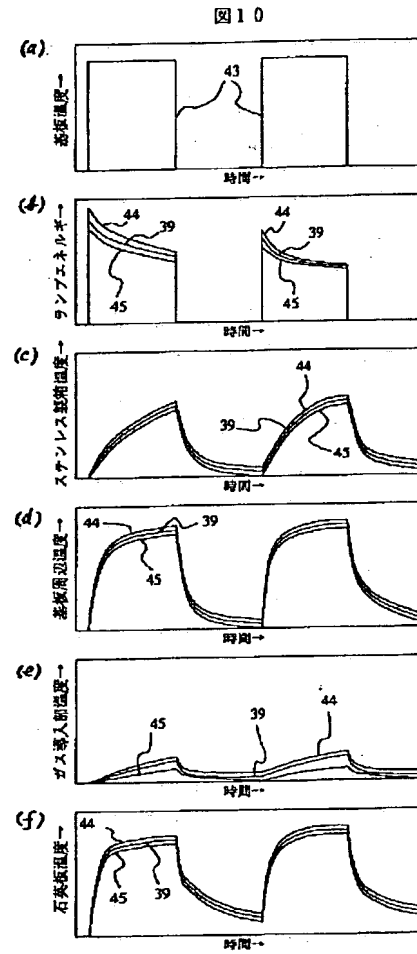 図10
(a)
基板温度→
43
時間→
(b)
ランプエネルギ→
44
39
45
44
39
45
時間→
(c)
ステンレス製箱温度→
44
39
45
時間→
(d)
基板周辺温度→
44
39
45
時間→
(e)
ガス導入部温度→
45
39
44
時間→
(f)
石英板温度→
44
45
39
時間→